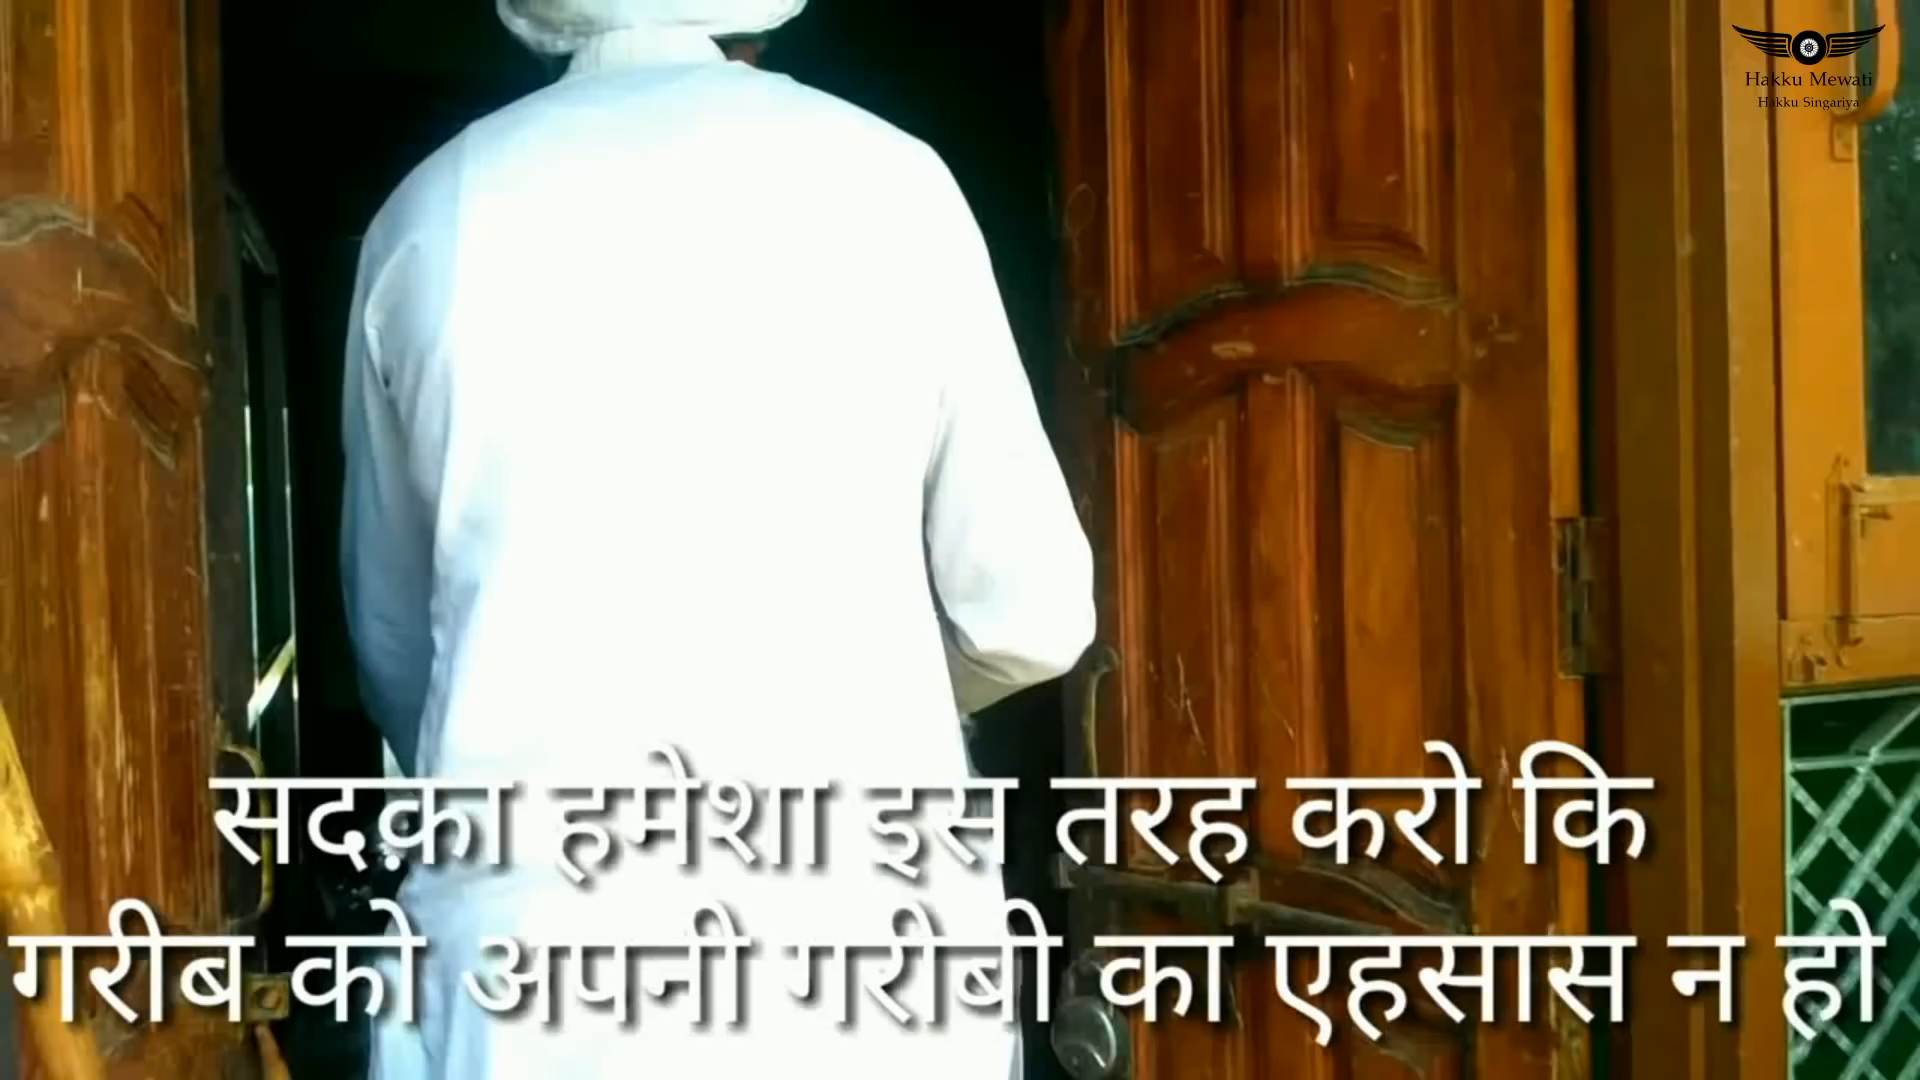 Hakku Mewati
Hakku Singariya
सदक़ा हमेशा इस तरह करो कि
गरीब को अपनी गरीबी का एहसास न हो